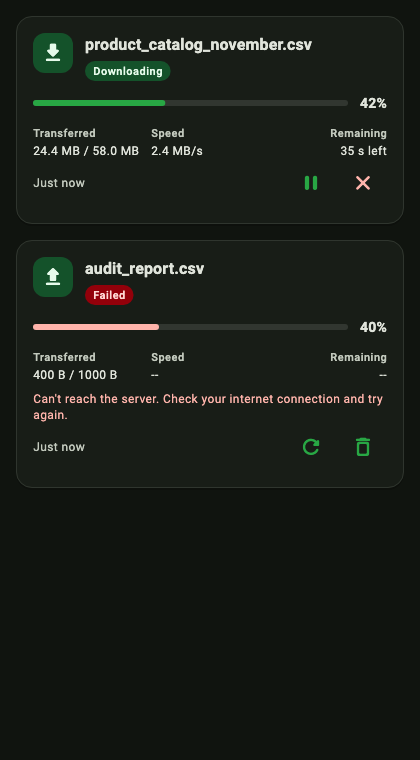 product_catalog_november.csv
Downloading
42%
Transferred Speed Remaining
24.4 MB / 58.0 MB 2.4 MB/s 35 s left
Just now
audit_report.csv
Failed
40%
Transferred Speed Remaining
400 B / 1000 B -- --
Can't reach the server. Check your internet connection and try
again.
Just now